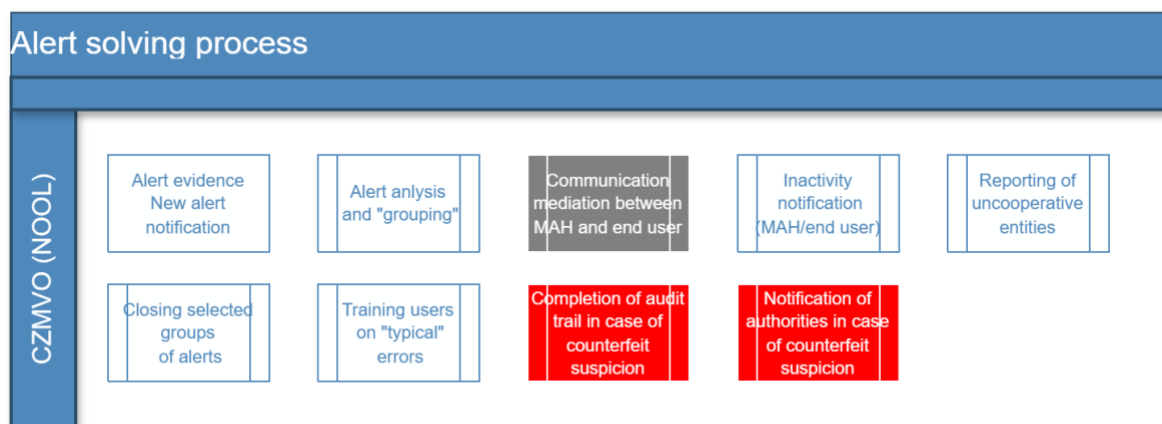 Alert solving process
CZMVO (NOOL)
Alert evidence
New alert
notification
Alert anlysis
and "grouping"
Communication
mediation between
MAH and end user
Inactivity
notification
(MAH/end user)
Reporting of
uncooperative
entities
Closing selected
groups
of alerts
Training users
on "typical"
errors
Completion of audit
trail in case of
counterfeit
suspicion
Notification of
authorities in case
of counterfeit
suspicion